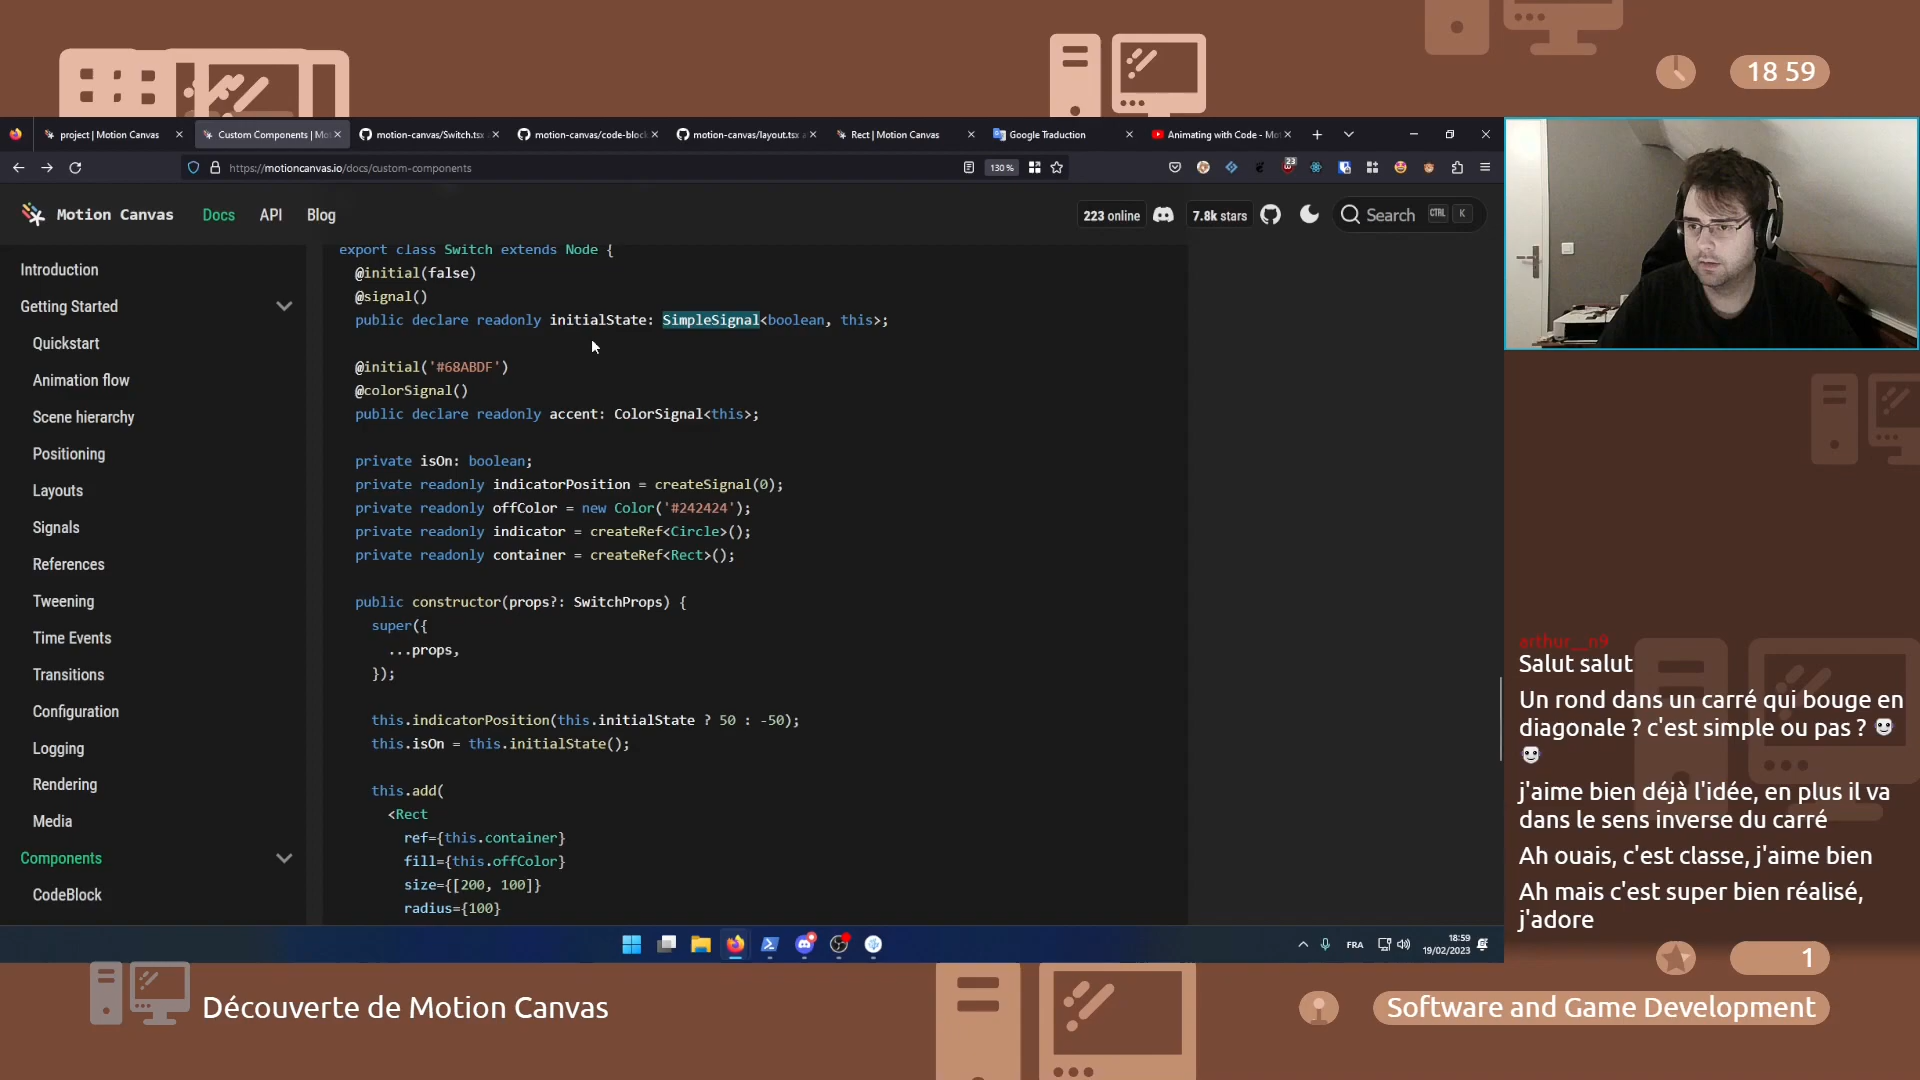 18 59
project | Motion Canvas
Custom Components | Mo
motion-canvas/Switch.tsx
motion-canvas/code-bloc
motion-canvas/layout.tsx a
Rect | Motion Canvas
Google Traduction
Animating with Code - Mo
https://motioncanvas.io/docs/custom-components
130 %
23
Motion Canvas
Docs
API
Blog
223 online
7.8k stars
Search
CTRL
K
Introduction
Getting Started
Quickstart
Animation flow
Scene hierarchy
Positioning
Layouts
Signals
References
Tweening
Time Events
Transitions
Configuration
Logging
Rendering
Media
Components
CodeBlock
export class Switch extends Node {
@initial(false)
@signal()
public declare readonly initialState: SimpleSignal<boolean, this>;
@initial('#68ABDF')
@colorSignal()
public declare readonly accent: ColorSignal<this>;
private isOn: boolean;
private readonly indicatorPosition = createSignal(0);
private readonly offColor = new Color('#242424');
private readonly indicator = createRef<Circle>();
private readonly container = createRef<Rect>();
public constructor(props?: SwitchProps) {
super({
...props,
});
this.indicatorPosition(this.initialState ? 50 : -50);
this.isOn = this.initialState();
this.add(
<Rect
ref={this.container}
fill={this.offColor}
size={[200, 100]}
radius={100}
FRA
18:59
19/02/2023
arthur__n9
Salut salut
Un rond dans un carré qui bouge en
diagonale ? c'est simple ou pas ?
j'aime bien déjà l'idée, en plus il va
dans le sens inverse du carré
Ah ouais, c'est classe, j'aime bien
Ah mais c'est super bien réalisé,
j'adore
1
Découverte de Motion Canvas
Software and Game Development